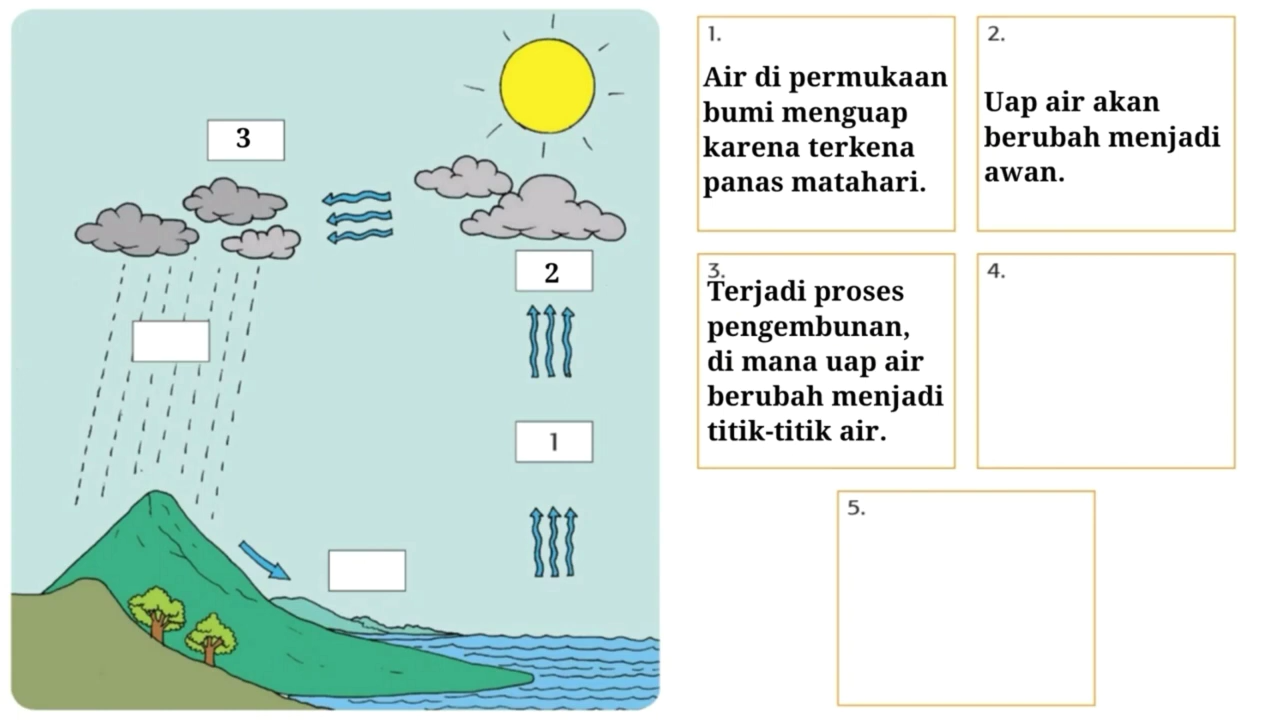 3
2
1
1.
Air di permukaan
bumi menguap
karena terkena
panas matahari.
2.
Uap air akan
berubah menjadi
awan.
3.
Terjadi proses
pengembunan,
di mana uap air
berubah menjadi
titik-titik air.
4.
5.